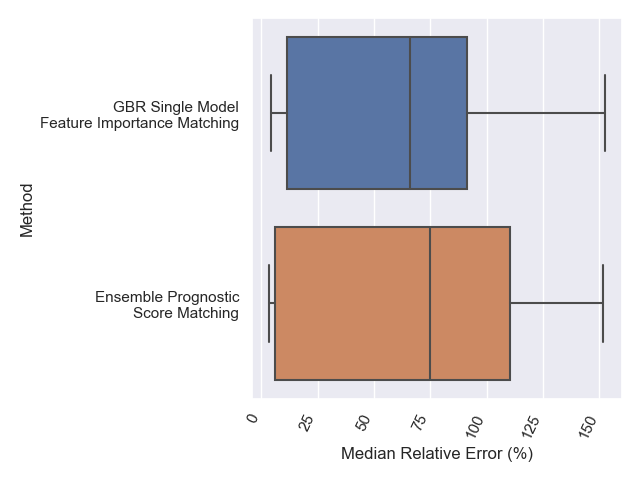 GBR Single Model
Feature Importance Matching
Ensemble Prognostic
Score Matching
Method
0
25
50
75
100
125
150
Median Relative Error (%)